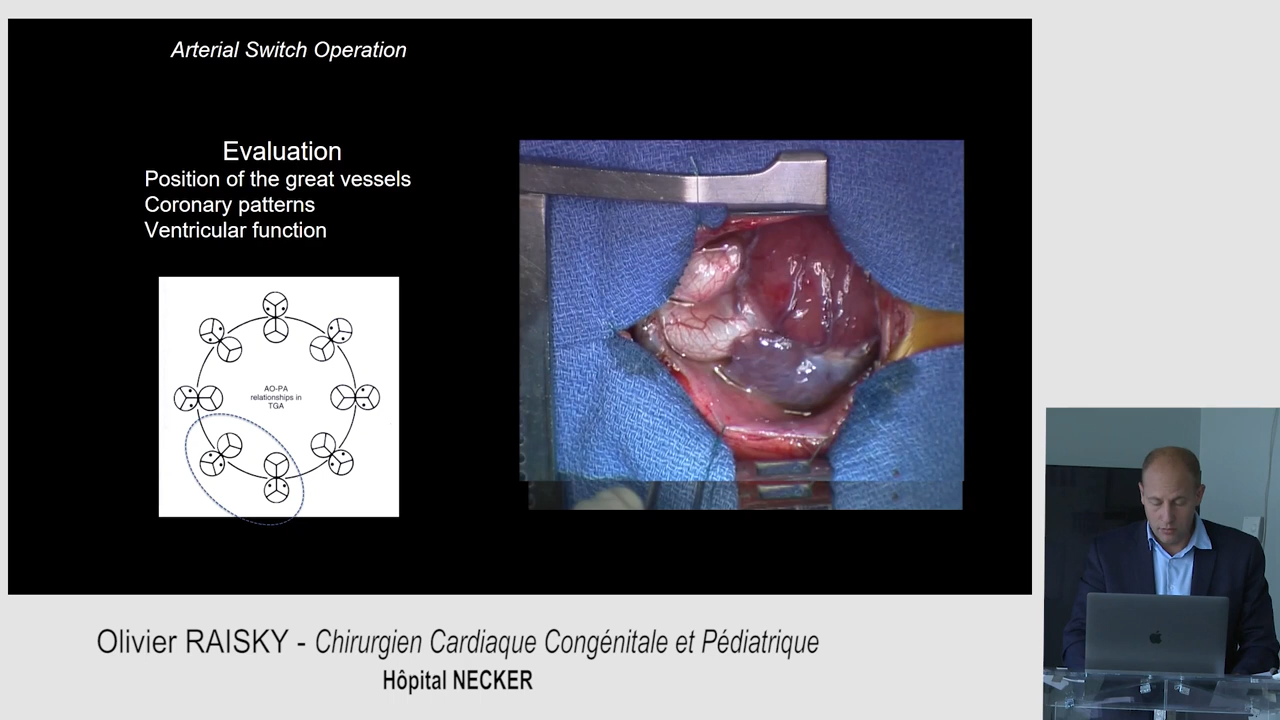 Arterial Switch Operation
Evaluation
Position of the great vessels
Coronary patterns
Ventricular function
AO-PA
relationships in
TGA
Olivier RAISKY - Chirurgien Cardiaque Congénitale et Pédiatrique
Hôpital NECKER